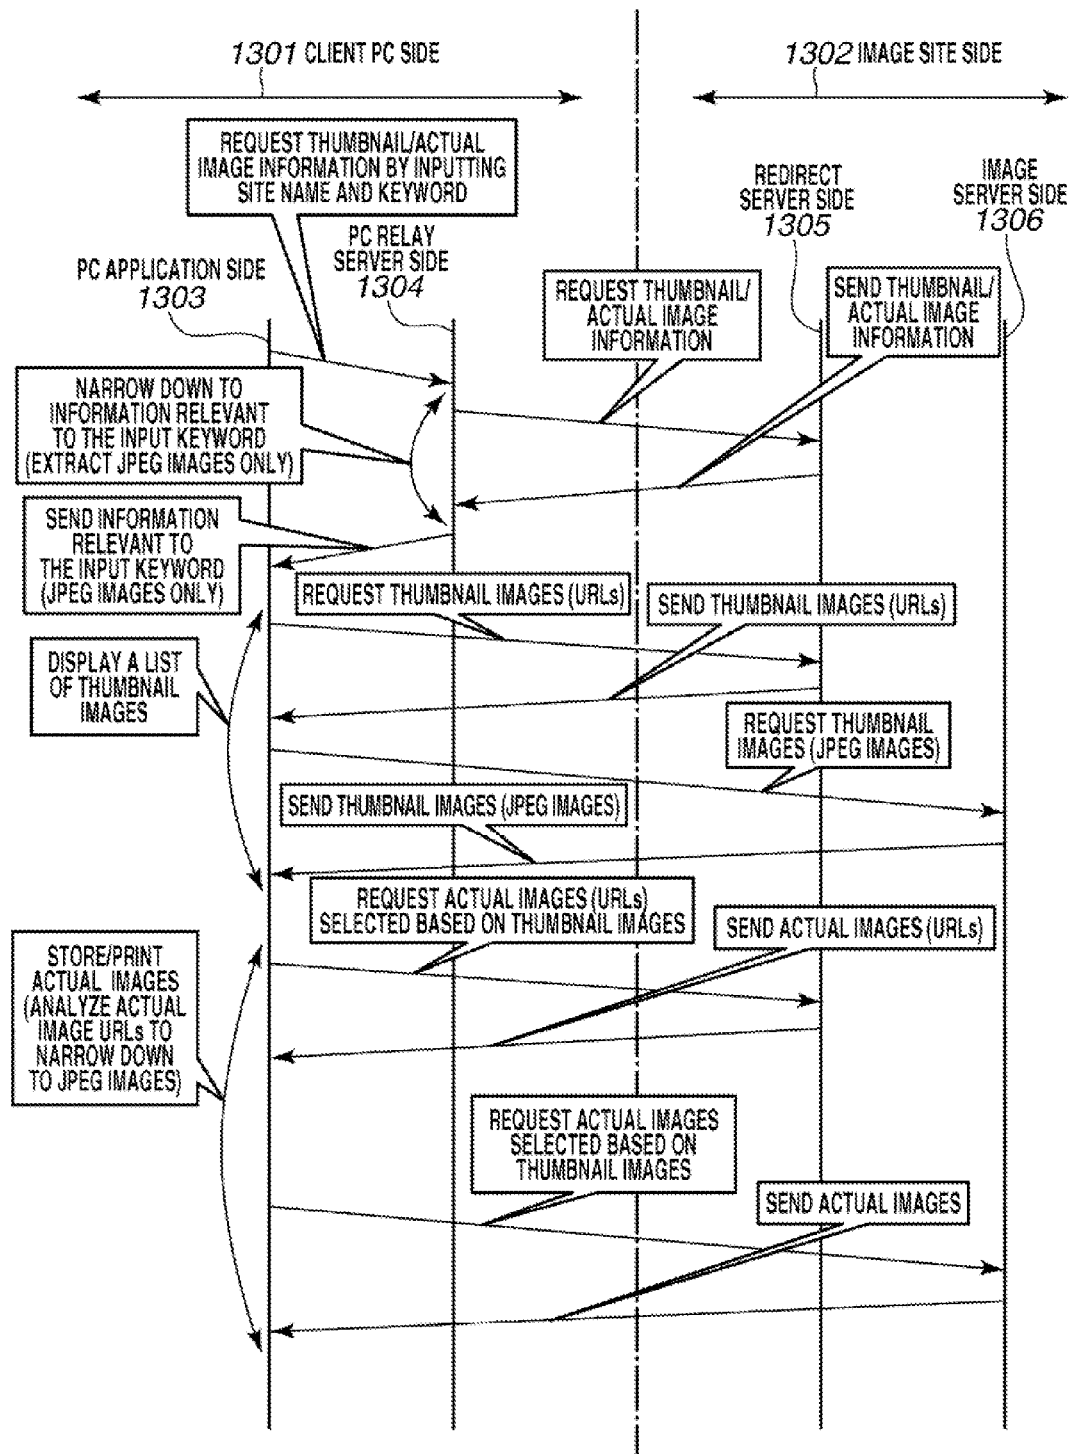 1301 CLIENT PC SIDE
1302 IMAGE SITE SIDE
REQUEST THUMBNAIL/ACTUAL
IMAGE INFORMATION BY INPUTTING
SITE NAME AND KEYWORD
REDIRECT
SERVER SIDE
1305
IMAGE
SERVER SIDE
1306
PC APPLICATION SIDE
1303
PC RELAY
SERVER SIDE
1304
REQUEST THUMBNAIL/
ACTUAL IMAGE
INFORMATION
SEND THUMBNAIL/
ACTUAL IMAGE
INFORMATION
NARROW DOWN TO
INFORMATION RELEVANT
TO THE INPUT KEYWORD
(EXTRACT JPEG IMAGES ONLY)
SEND INFORMATION
RELEVANT TO
THE INPUT KEYWORD
(JPEG IMAGES ONLY)
REQUEST THUMBNAIL IMAGES (URLs)
SEND THUMBNAIL IMAGES (URLs)
DISPLAY A LIST
OF THUMBNAIL
IMAGES
REQUEST THUMBNAIL
IMAGES (JPEG IMAGES)
SEND THUMBNAIL IMAGES (JPEG IMAGES)
REQUEST ACTUAL IMAGES (URLs)
SELECTED BASED ON THUMBNAIL IMAGES
SEND ACTUAL IMAGES (URLs)
STORE/PRINT
ACTUAL IMAGES
(ANALYZE ACTUAL
IMAGE URLs TO
NARROW DOWN
TO JPEG IMAGES)
REQUEST ACTUAL IMAGES
SELECTED BASED ON
THUMBNAIL IMAGES
SEND ACTUAL IMAGES